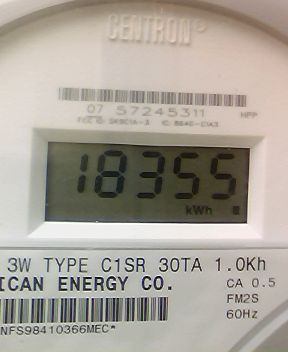 CENTRON®
07 57245311 HPP
18355
kWh
3W TYPE C1SR 30TA 1.0Kh
ICAN ENERGY CO. CA 0.5
FM2S
60Hz
NFS98410366MEC*